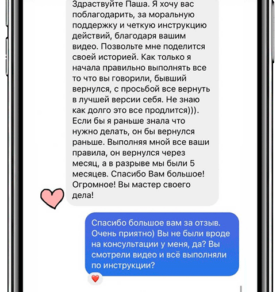 Здраствуйте Паша. Я хочу вас
поблагодарить, за моральную
поддержку и четкую инструкцию
действий, благодаря вашим
видео. Позвольте мне поделится
своей историей. Как только я
начала правильно выполнять все
то что вы говорили, бывший
вернулся, с просьбой все вернуть
в лучшей версии себя. Не знаю
как долго это все продлится))).
Если бы я раньше знала что
нужно делать, он бы вернулся
раньше. Выполняя мной все ваши
правила, он вернулся через
месяц, а в разрыве мы были 5
месяцев. Спасибо Вам большое!
Огромное! Вы мастер своего
дела!
Спасибо большое вам за отзыв.
Очень приятно) Вы не были вроде
на консультации у меня, да? Вы
смотрели видео и всё выполняли
по инструкции?